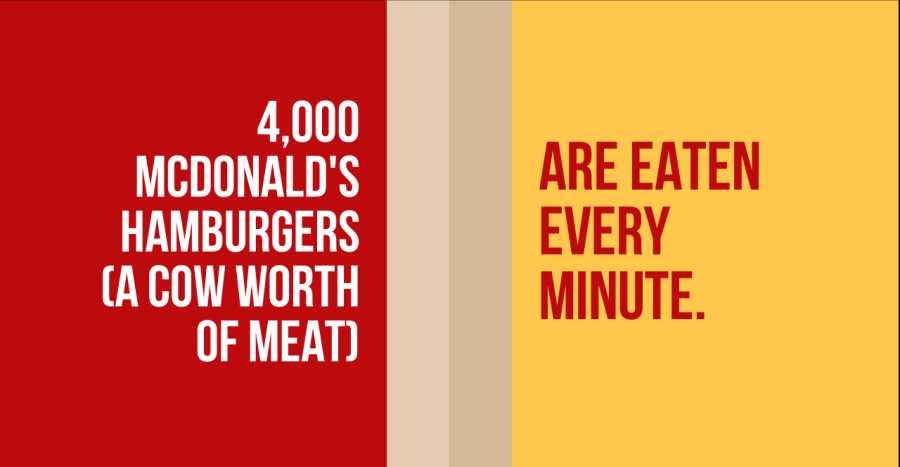 4,000
MCDONALD'S
HAMBURGERS
(A COW WORTH
OF MEAT)
ARE EATEN
EVERY
MINUTE.